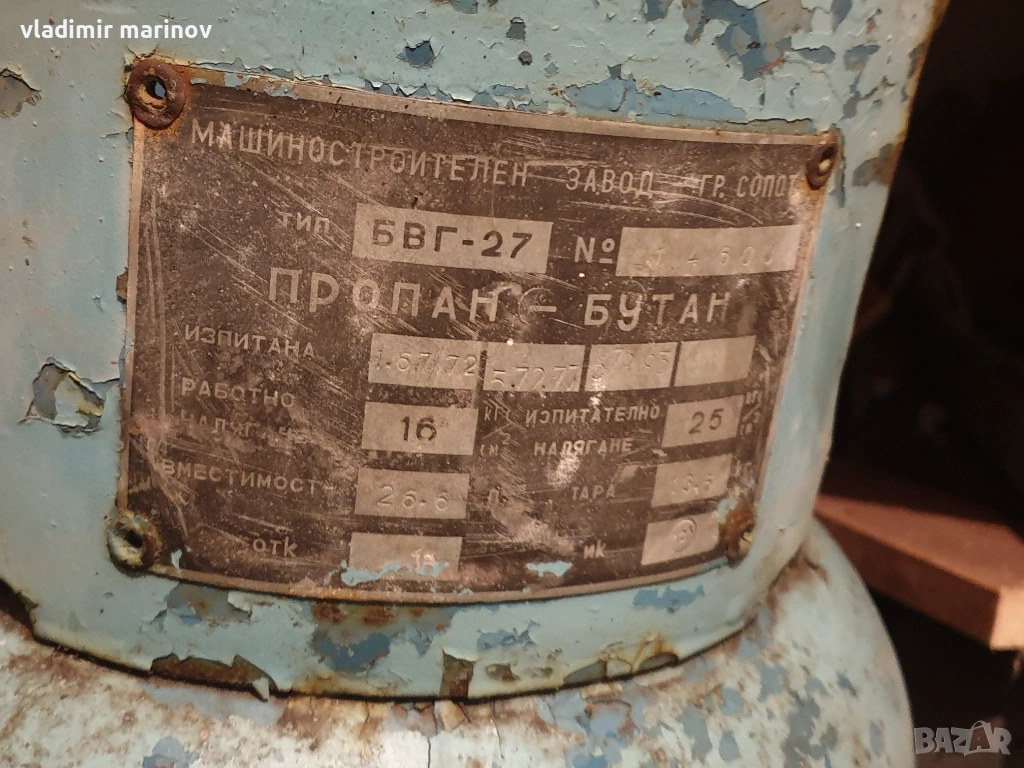 vladimir marinov
МАШИНОСТРОИТЕЛЕН ЗАВОД - ГР. СОПОТ
ТИП БВГ-27 №
ПРОПАН - БУТАН
ИЗПИТАНА
РАБОТНО НАЛЯГАНЕ 16 ИЗПИТАТЕЛНО НАЛЯГАНЕ 25
ВМЕСТИМОСТ 26.6 Л. ТАРА
ОТК ИК
BAZAR